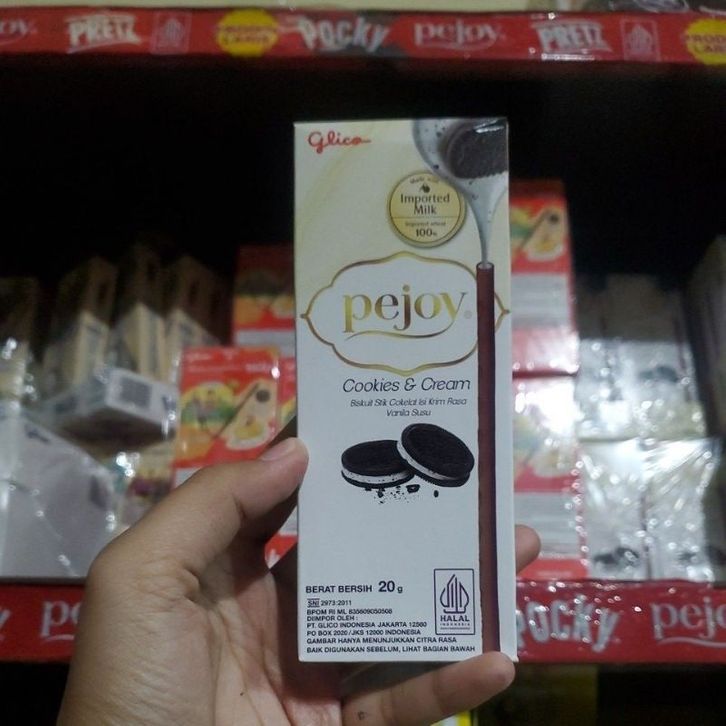 PRETZ
POCKY
pejoy
PRETZ
Glico
Made with
Imported
Milk
Imported wheat
100%
pejoy
Cookies & Cream
Biskuit Stik Cokelat Isi Krim Rasa
Vanila Susu
BERAT BERSIH 20g
SNI 2973:2011
BPOM RI ML 835609050508
DIIMPOR OLEH :
PT. GLICO INDONESIA JAKARTA 12560
PO BOX 2020/JKS 12000 INDONESIA
GAMBAR HANYA MENUNJUKKAN CITRA RASA
BAIK DIGUNAKAN SEBELUM, LIHAT BAGIAN BAWAH
HALAL
INDONESIA
POCKY